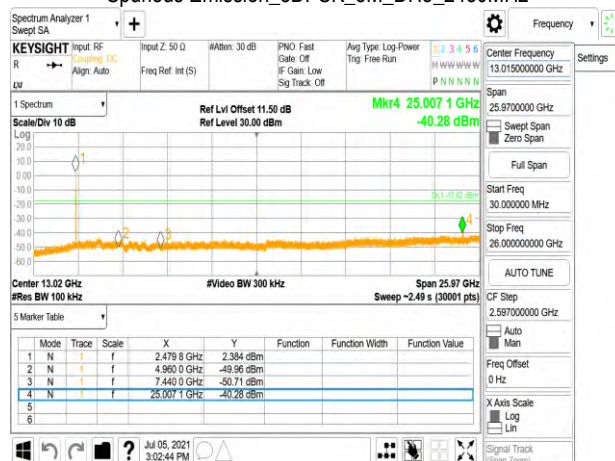 Spectrum Analyzer 1
Swept SA
Frequency
KEYSIGHT
R
Input: RF
Coupling: DC
Align: Auto
Input Z: 50 Ω
Freq Ref: Int (S)
#Atten: 30 dB
PNO: Fast
Gate: Off
IF Gain: Low
Sig Track: Off
Avg Type: Log-Power
Trig: Free Run
1 2 3 4 5 6
M W W W W W
P N N N N N
Center Frequency
13.015000000 GHz
Settings
Span
25.9700000 GHz
Swept Span
Zero Span
Full Span
Start Freq
30.000000 MHz
Stop Freq
26.000000000 GHz
AUTO TUNE
CF Step
2.597000000 GHz
Auto
Man
Freq Offset
0 Hz
X Axis Scale
Log
Lin
Signal Track
(Span Zoom)
1 Spectrum
Scale/Div 10 dB
Log
Ref Lvl Offset 11.50 dB
Ref Level 30.00 dBm
Mkr4 25.007 1 GHz
-40.28 dBm
20.0
10.0
0.00
-10.0
-20.0
-30.0
-40.0
-50.0
-60.0
1
2
3
4
Center 13.02 GHz
#Res BW 100 kHz
#Video BW 300 kHz
Span 25.97 GHz
Sweep ~2.49 s (30001 pts)
5 Marker Table
Mode Trace Scale X Y Function Function Width Function Value
1 N 1 f 2.479 8 GHz 2.384 dBm
2 N 1 f 4.960 0 GHz -49.96 dBm
3 N 1 f 7.440 0 GHz -50.71 dBm
4 N 1 f 25.007 1 GHz -40.28 dBm
5
6
Jul 05, 2021
3:02:44 PM